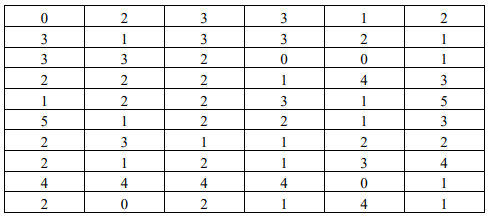 0 2 3 3 1 2
3 1 3 3 2 1
3 3 2 0 0 1
2 2 2 1 4 3
1 2 2 3 1 5
5 1 2 2 1 3
2 3 1 1 2 2
2 1 2 1 3 4
4 4 4 4 0 1
2 0 2 1 4 1